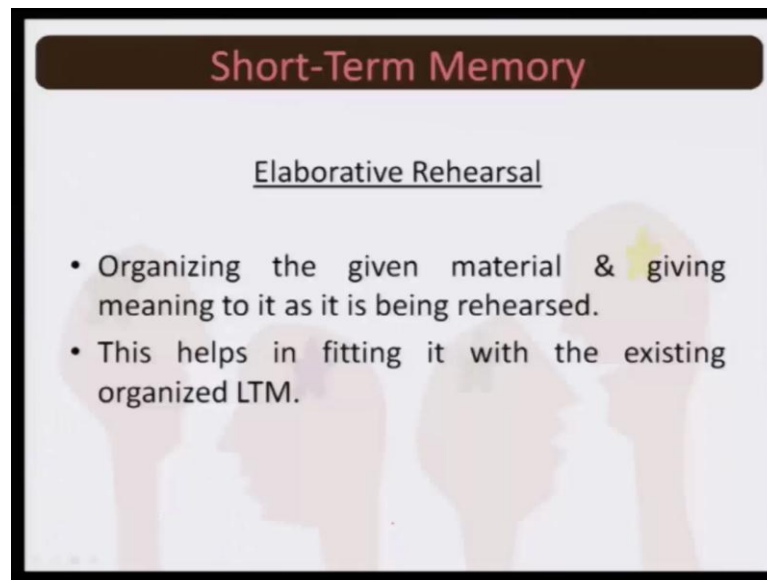 Short-Term Memory
Elaborative Rehearsal
• Organizing the given material & giving
meaning to it as it is being rehearsed.
• This helps in fitting it with the existing
organized LTM.